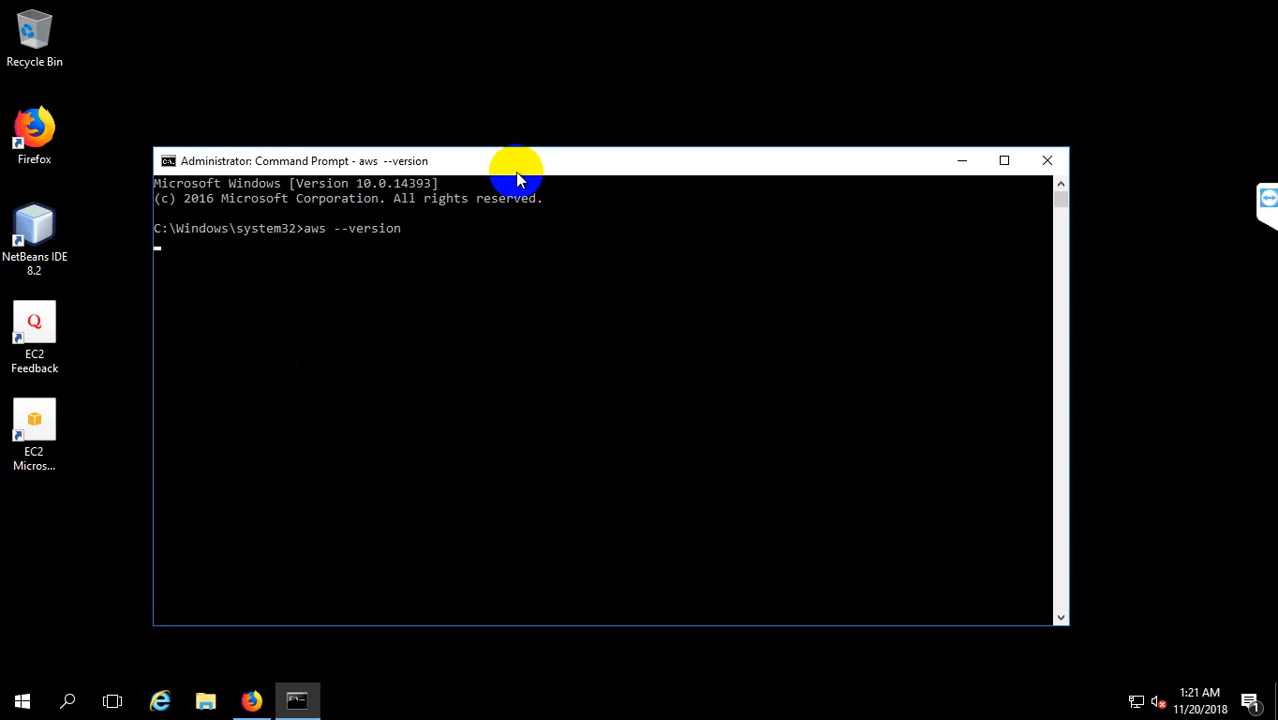 Recycle Bin
Firefox
NetBeans IDE
8.2
Q
EC2
Feedback
EC2
Micros...
Administrator: Command Prompt - aws  --version
Microsoft Windows [Version 10.0.14393]
(c) 2016 Microsoft Corporation. All rights reserved.
C:\Windows\system32>aws --version
1:21 AM
11/20/2018
1